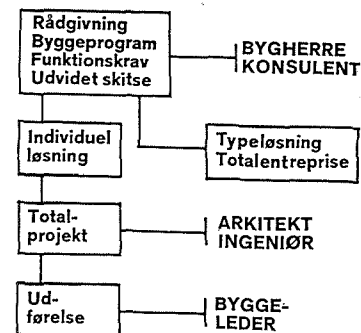 Rådgivning
Byggeprogram
Funktionskrav
Udvidet skitse
BYGHERRE
KONSULENT
Individuel
løsning
Typeløsning
Totalentreprise
Total-
projekt
ARKITEKT
INGENIØR
Ud-
førelse
BYGGE-
LEDER